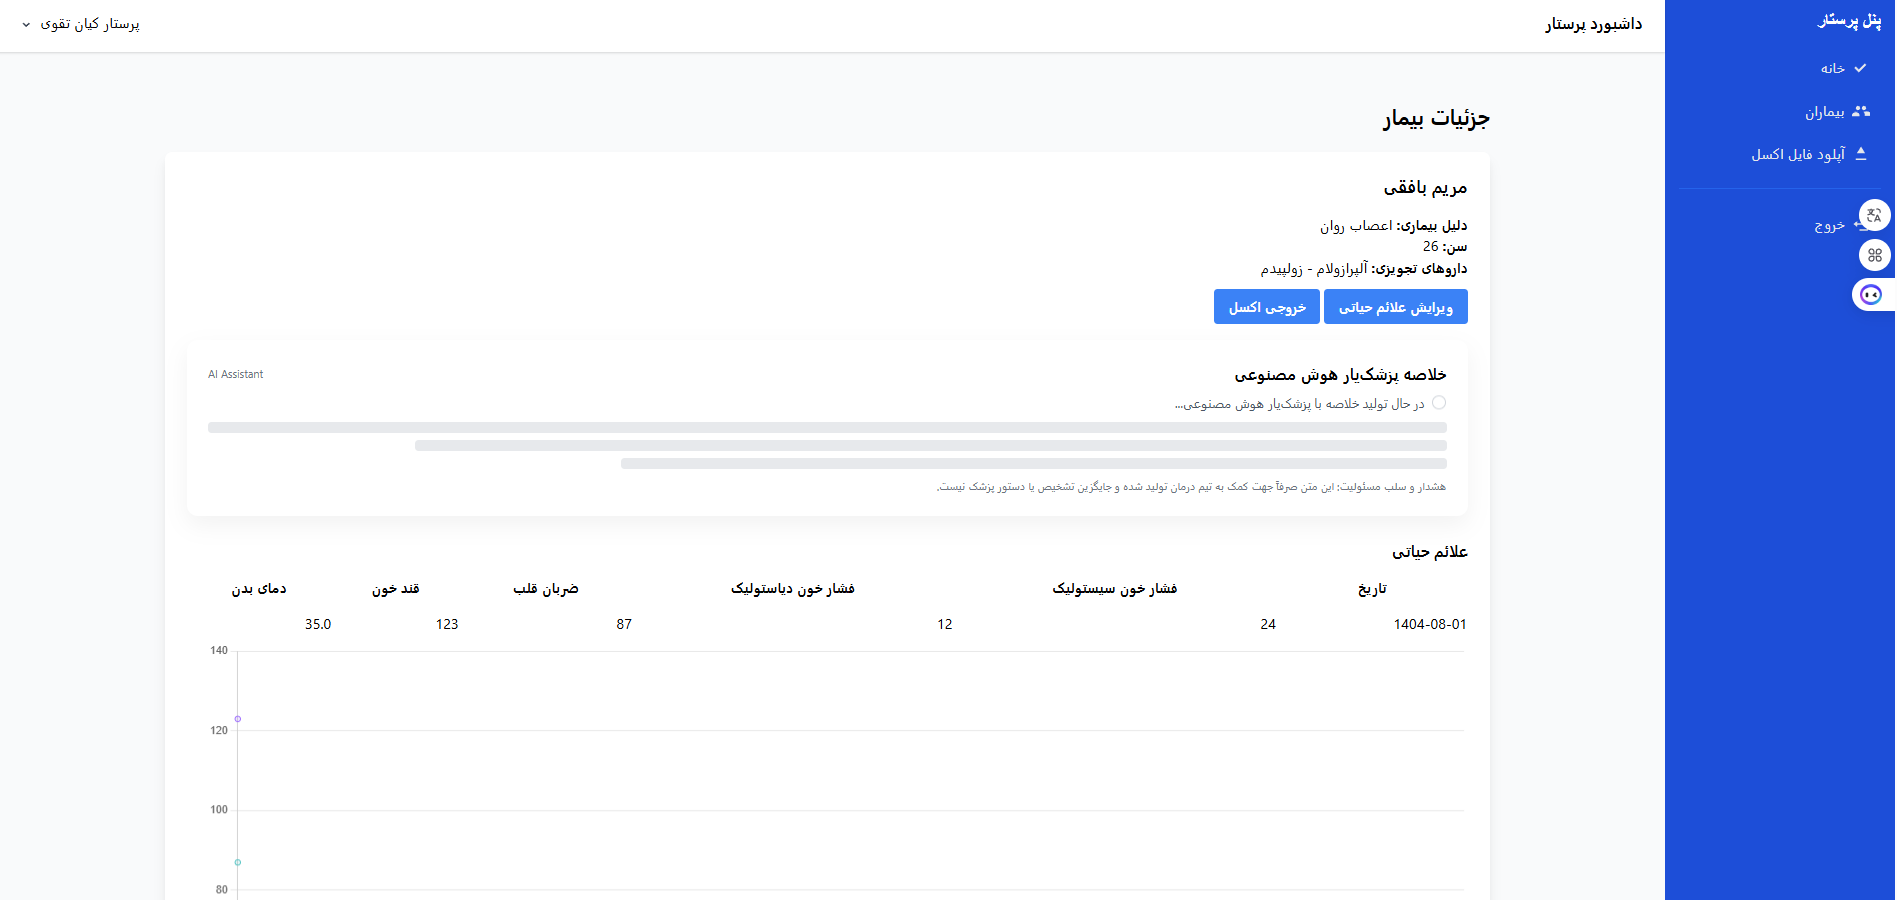 پنل پرستار
خانه
بیماران
آپلود فایل اکسل
خروج
داشبورد پرستار
پرستار کیان تقوی
جزئیات بیمار
مریم بافقی
دلیل بیماری: اعصاب روان
سن: 26
داروهای تجویزی: آلپرازولام - زولپیدم
ویرایش علائم حیاتی خروجی اکسل
خلاصه پزشک‌یار هوش مصنوعی
AI Assistant
در حال تولید خلاصه با پزشک‌یار هوش مصنوعی...
هشدار و سلب مسئولیت: این متن صرفاً جهت کمک به تیم درمان تولید شده و جایگزین تشخیص یا دستور پزشک نیست.
علائم حیاتی
تاریخ فشار خون سیستولیک فشار خون دیاستولیک ضربان قلب قند خون دمای بدن
1404-08-01 24 12 87 123 35.0
140
120
100
80